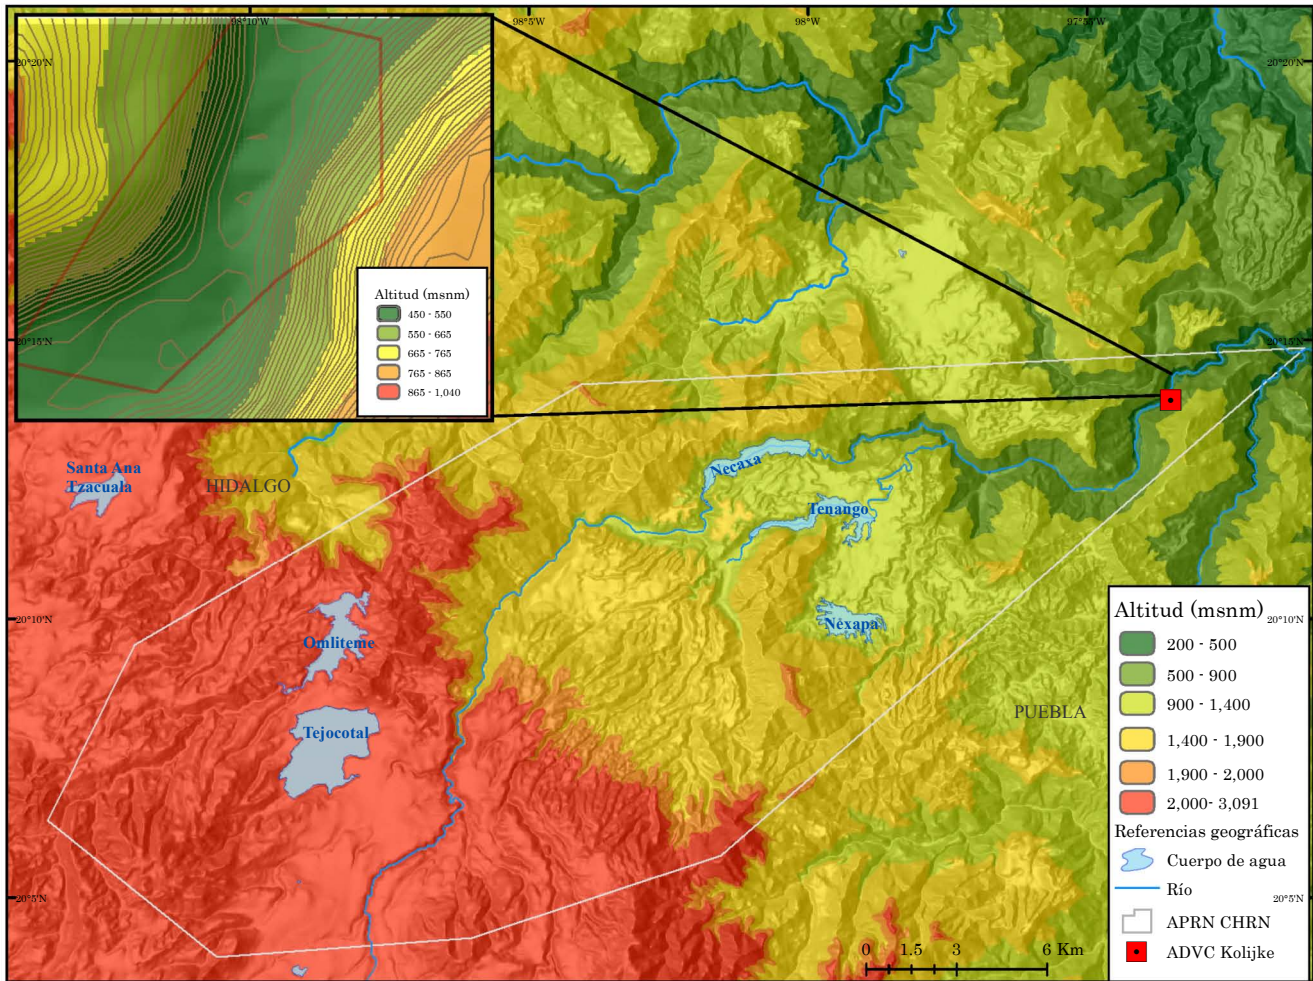 98°10'W
98°5'W
98°0'W
97°55'W
20°20'N
20°20'N
Altitud (msnm)
450 - 550
550 - 665
665 - 765
765 - 865
865 - 1,040
20°15'N
20°15'N
Santa Ana
Tzacuala
HIDALGO
Necaxa
Tenango
Omliteme
Nexapa
20°10'N
20°10'N
Tejocotal
PUEBLA
Altitud (msnm)
200 - 500
500 - 900
900 - 1,400
1,400 - 1,900
1,900 - 2,000
2,000- 3,091
Referencias geográficas
Cuerpo de agua
Río
APRN CHRN
ADVC Kolijke
20°5'N
20°5'N
0 1.5 3 6 Km